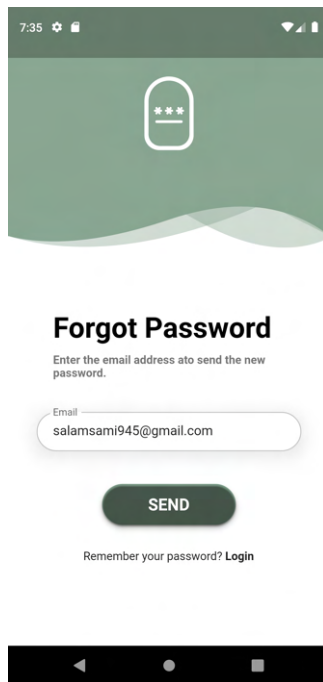 7:35
***
Forgot Password
Enter the email address ato send the new
password.
Email
salamsami945@gmail.com
SEND
Remember your password? Login